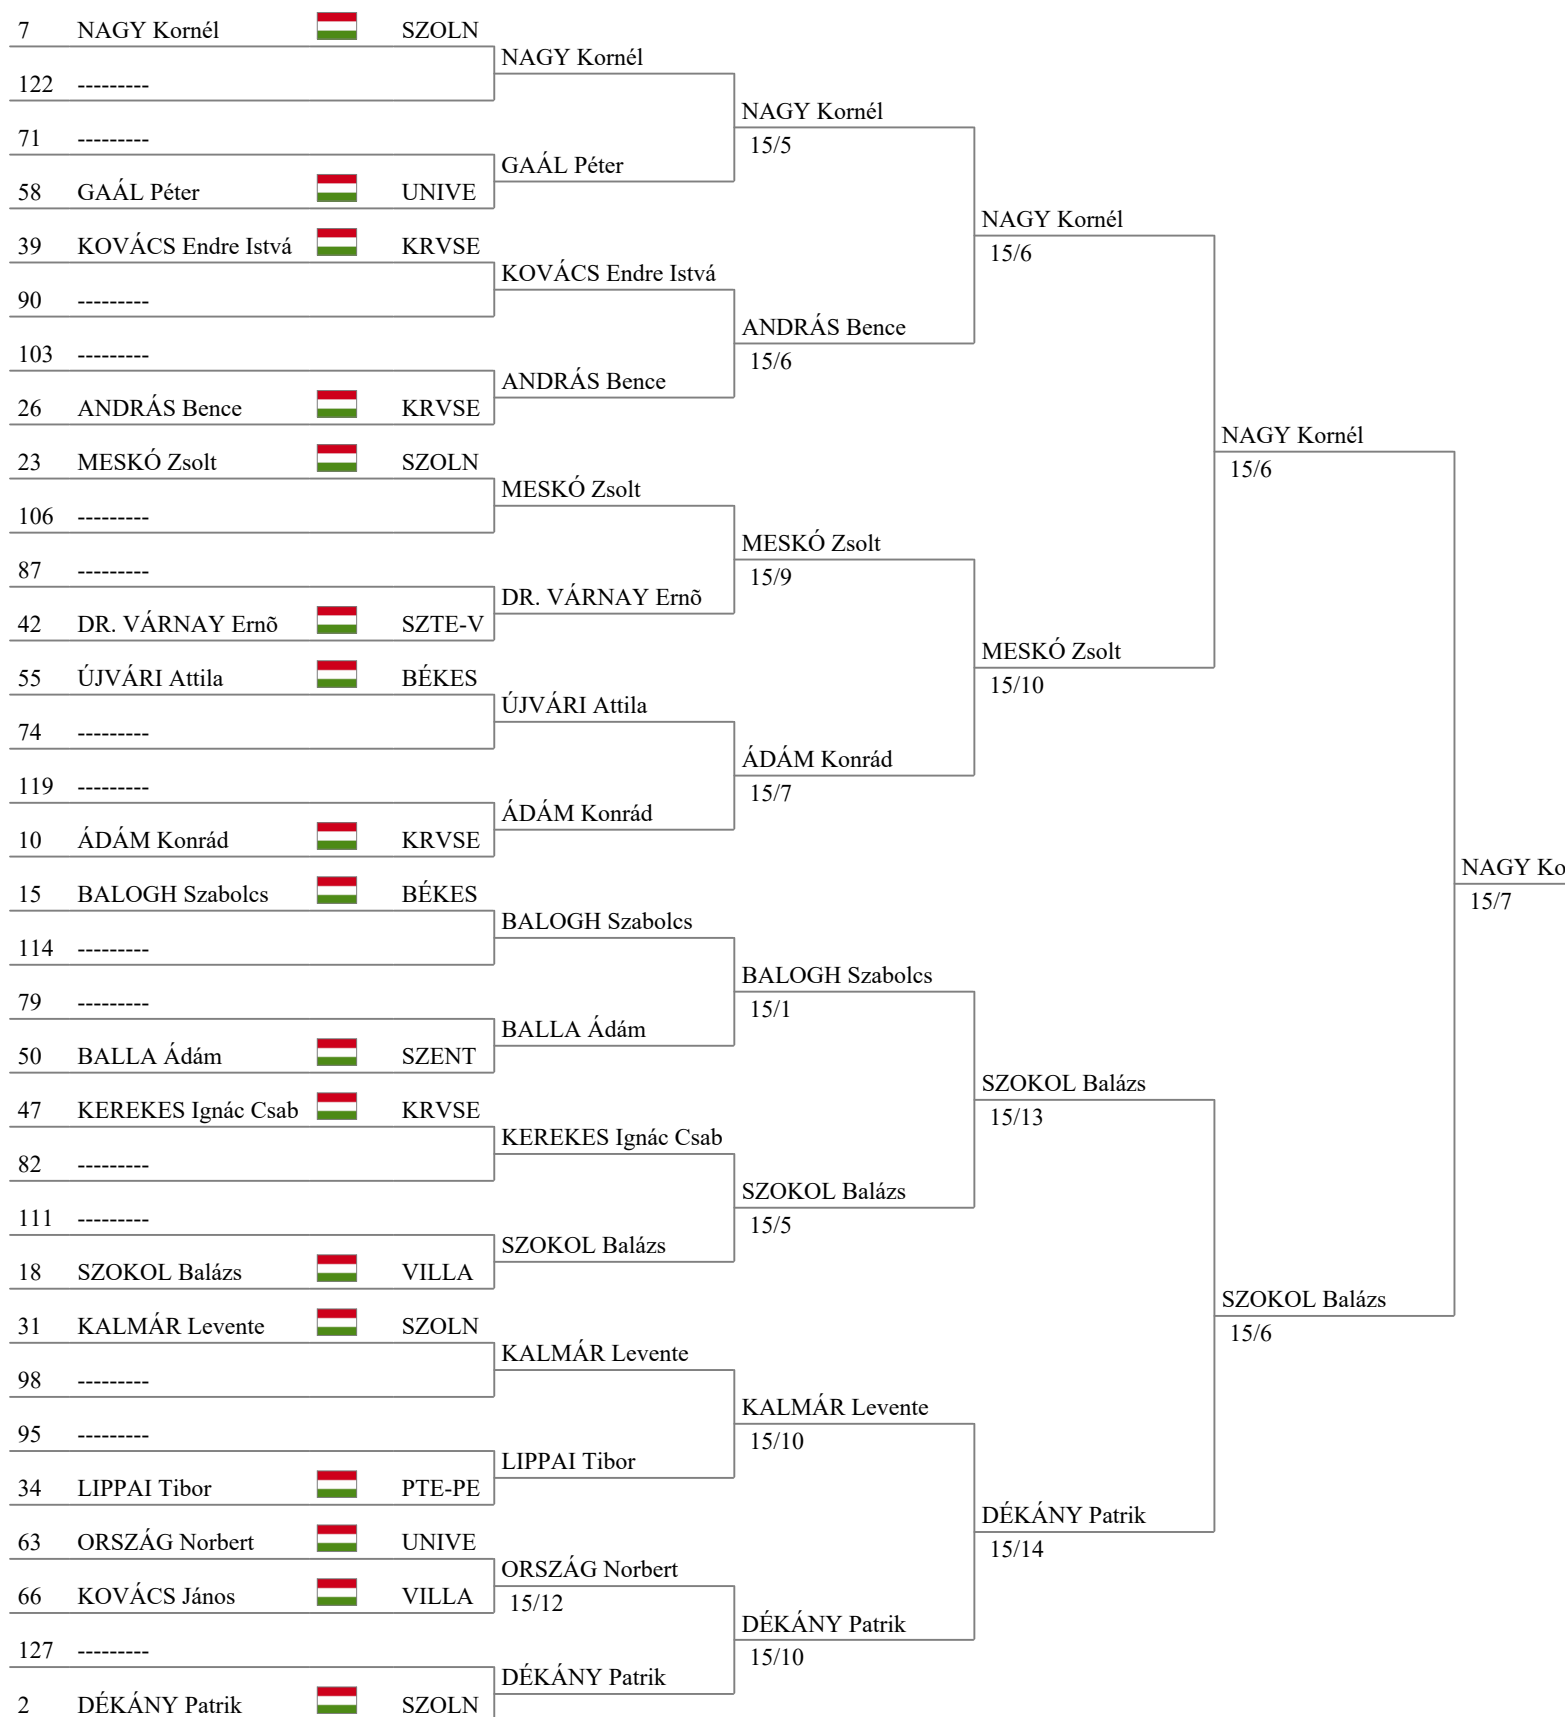 7 NAGY Kornél SZOLN
NAGY Kornél
122 ---------
NAGY Kornél
71 ---------
15/5
GAÁL Péter
58 GAÁL Péter UNIVE
NAGY Kornél
39 KOVÁCS Endre Istvá KRVSE
15/6
KOVÁCS Endre Istvá
90 ---------
ANDRÁS Bence
103 ---------
15/6
ANDRÁS Bence
26 ANDRÁS Bence KRVSE
NAGY Kornél
23 MESKÓ Zsolt SZOLN
15/6
MESKÓ Zsolt
106 ---------
MESKÓ Zsolt
87 ---------
15/9
DR. VÁRNAY Ernõ
42 DR. VÁRNAY Ernõ SZTE-V
MESKÓ Zsolt
55 ÚJVÁRI Attila BÉKES
15/10
ÚJVÁRI Attila
74 ---------
ÁDÁM Konrád
119 ---------
15/7
ÁDÁM Konrád
10 ÁDÁM Konrád KRVSE
NAGY Ko
15 BALOGH Szabolcs BÉKES
15/7
BALOGH Szabolcs
114 ---------
BALOGH Szabolcs
79 ---------
15/1
BALLA Ádám
50 BALLA Ádám SZENT
SZOKOL Balázs
47 KEREKES Ignác Csab KRVSE
15/13
KEREKES Ignác Csab
82 ---------
SZOKOL Balázs
111 ---------
15/5
SZOKOL Balázs
18 SZOKOL Balázs VILLA
SZOKOL Balázs
31 KALMÁR Levente SZOLN
15/6
KALMÁR Levente
98 ---------
KALMÁR Levente
95 ---------
15/10
LIPPAI Tibor
34 LIPPAI Tibor PTE-PE
DÉKÁNY Patrik
63 ORSZÁG Norbert UNIVE
15/14
ORSZÁG Norbert
66 KOVÁCS János VILLA
15/12
DÉKÁNY Patrik
127 ---------
15/10
DÉKÁNY Patrik
2 DÉKÁNY Patrik SZOLN